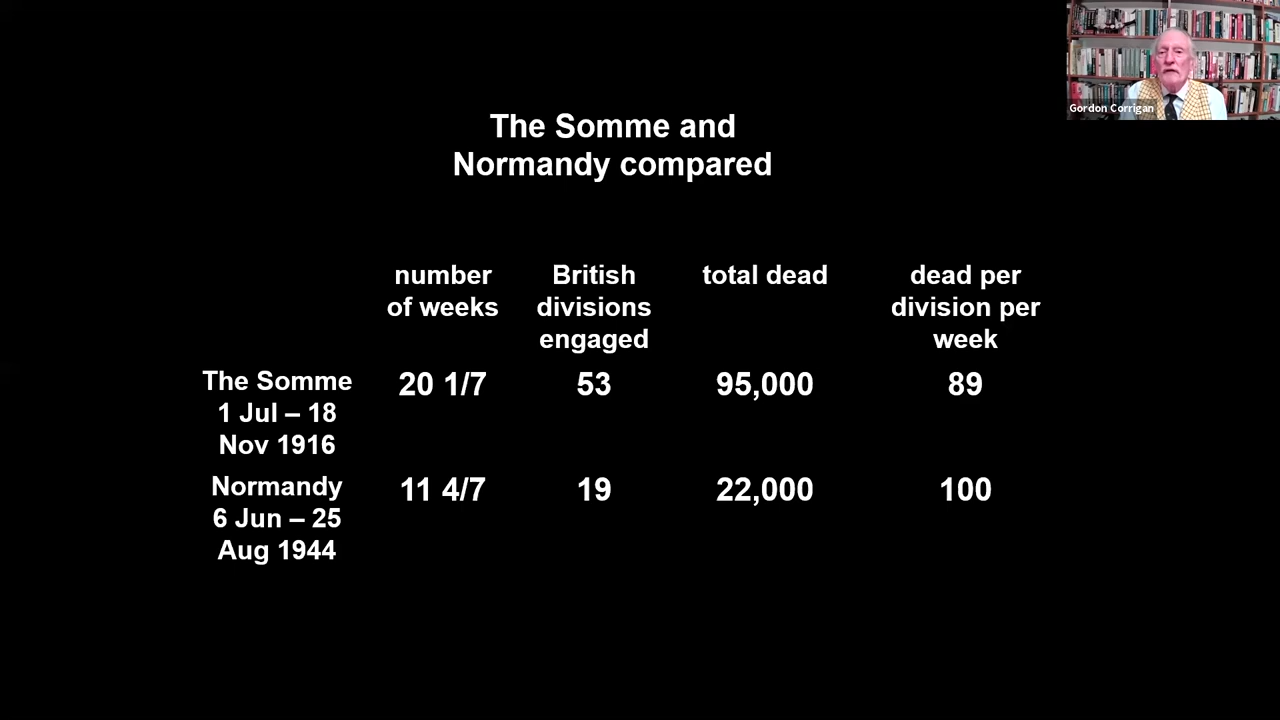 Gordon Corrigan
The Somme and
Normandy compared
number
of weeks
British
divisions
engaged
total dead
dead per
division per
week
The Somme
1 Jul – 18
Nov 1916
20 1/7
53
95,000
89
Normandy
6 Jun – 25
Aug 1944
11 4/7
19
22,000
100